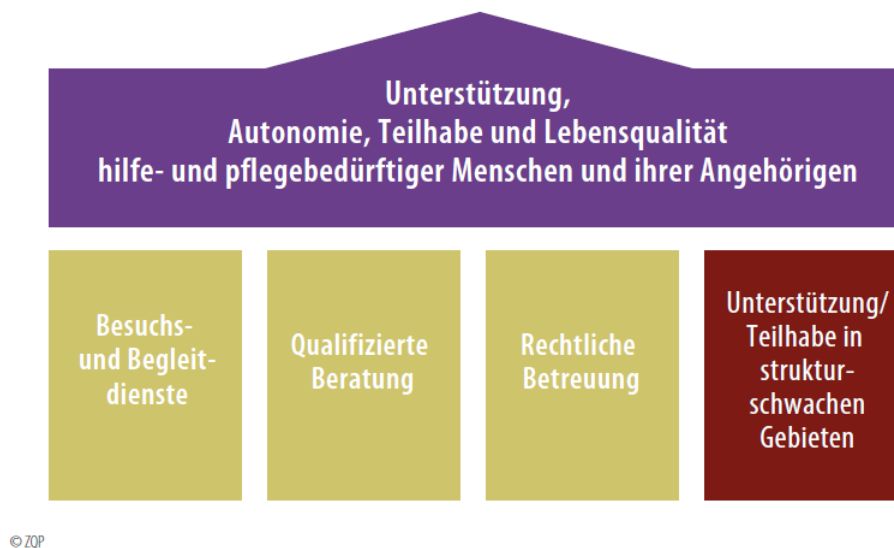 Unterstützung,
Autonomie, Teilhabe und Lebensqualität
hilfe- und pflegebedürftiger Menschen und ihrer Angehörigen
Besuchs-
und Begleit-
dienste
Qualifizierte
Beratung
Rechtliche
Betreuung
Unterstützung/
Teilhabe in
struktur-
schwachen
Gebieten
© ZQP